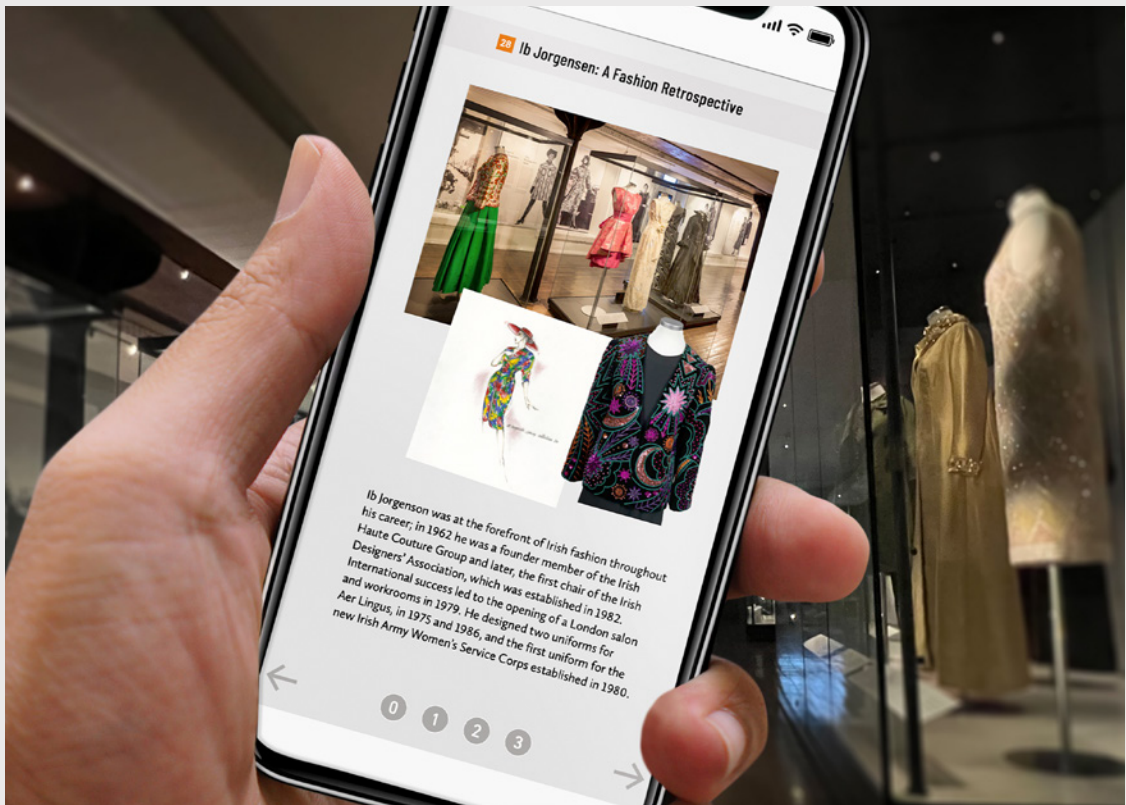 28 Ib Jorgensen: A Fashion Retrospective
Ib Jorgenson was at the forefront of Irish fashion throughout
his career; in 1962 he was a founder member of the Irish
Haute Couture Group and later, the first chair of the Irish
Designers' Association, which was established in 1982.
International success led to the opening of a London salon
and workrooms in 1979. He designed two uniforms for
Aer Lingus, in 1975 and 1986, and the first uniform for the
new Irish Army Women's Service Corps established in 1980.
0 1 2 3